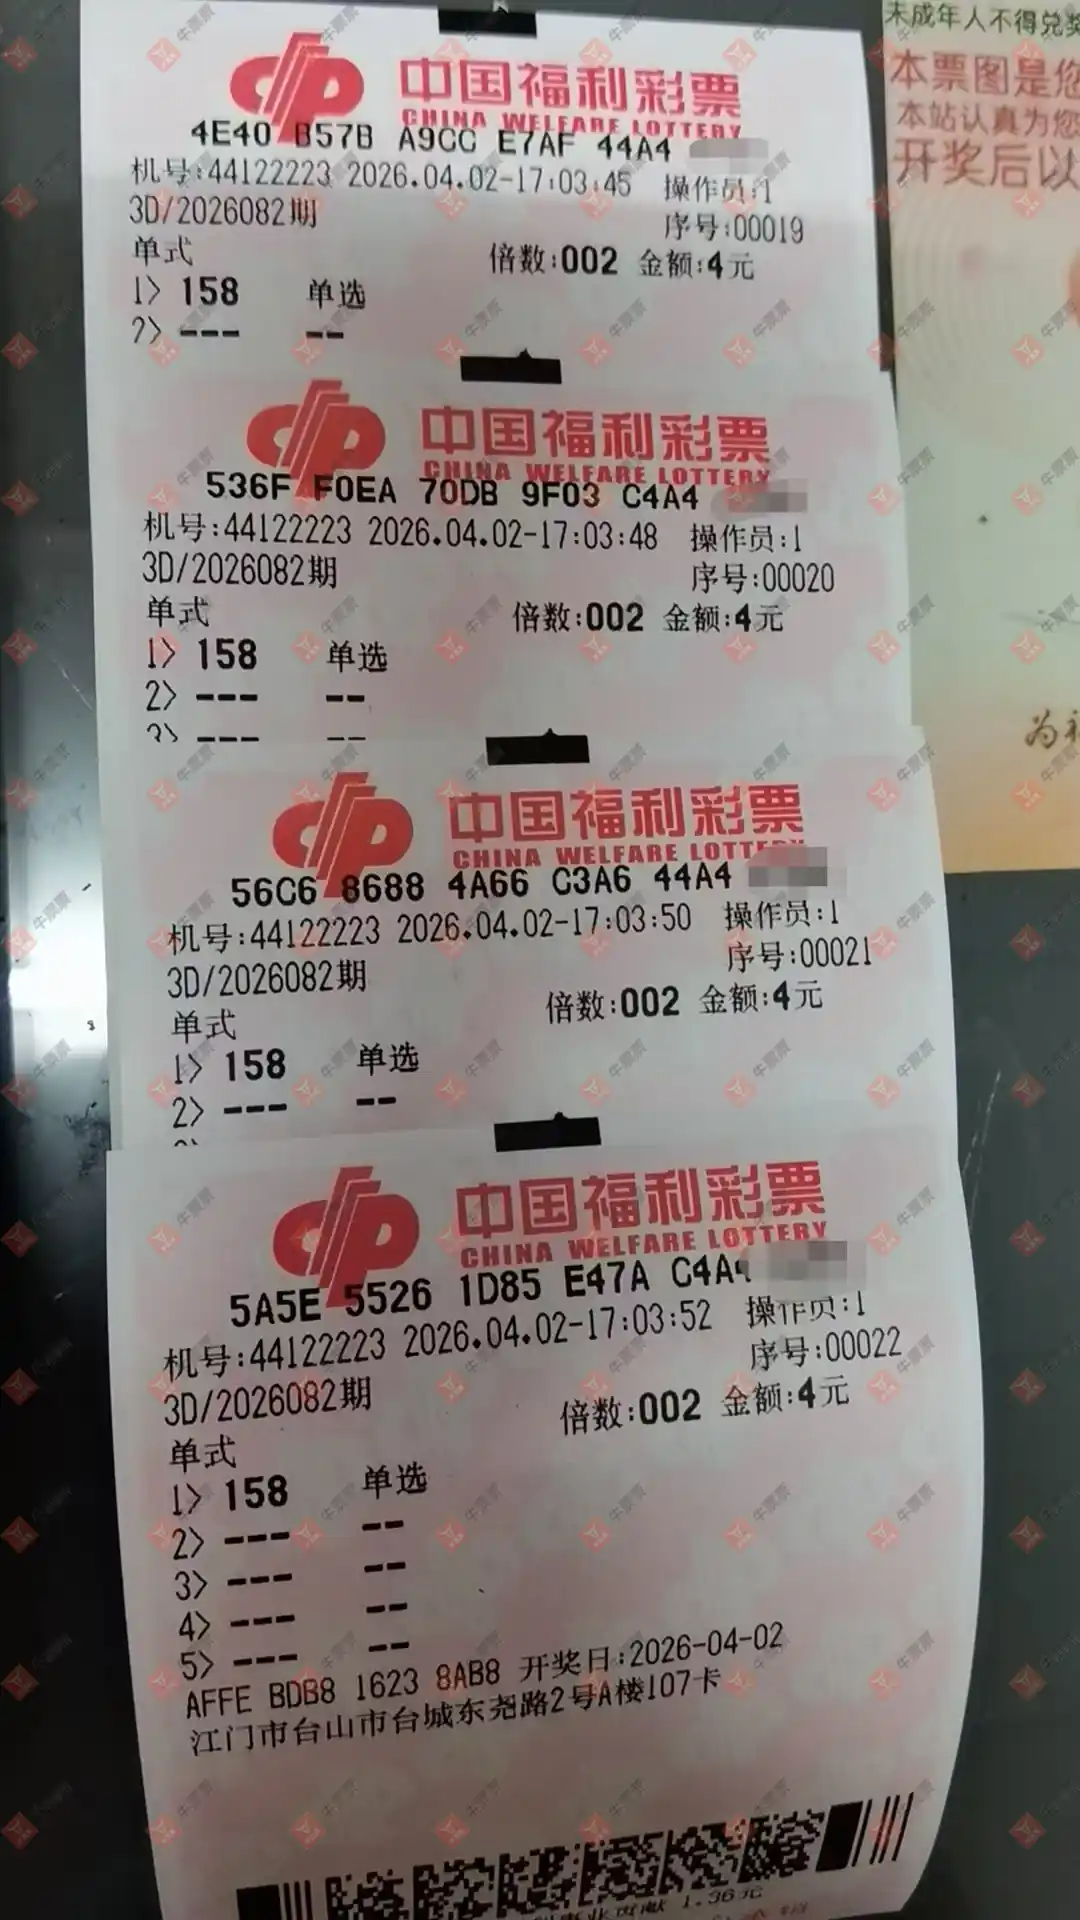 中国福利彩票
CHINA WELFARE LOTTERY
4E40 B57B A9CC E7AF 44A4
机号:44122223 2026.04.02-17:03:45 操作员:1
3D/2026082期 序号:00019
单式 倍数:002 金额:4元
1> 158 单选
2> --- --
中国福利彩票
CHINA WELFARE LOTTERY
536F F0EA 70DB 9F03 C4A4
机号:44122223 2026.04.02-17:03:48 操作员:1
3D/2026082期 序号:00020
单式 倍数:002 金额:4元
1> 158 单选
2> --- --
3> --- --
中国福利彩票
CHINA WELFARE LOTTERY
56C6 8688 4A66 C3A6 44A4
机号:44122223 2026.04.02-17:03:50 操作员:1
3D/2026082期 序号:00021
单式 倍数:002 金额:4元
1> 158 单选
2> --- --
中国福利彩票
CHINA WELFARE LOTTERY
5A5E 5526 1D85 E47A C4A4
机号:44122223 2026.04.02-17:03:52 操作员:1
3D/2026082期 序号:00022
单式 倍数:002 金额:4元
1> 158 单选
2> --- --
3> --- --
4> --- --
5> --- --
AFFE BDB8 1623 8AB8 开奖日:2026-04-02
江门市台山市台城东尧路2号A楼107卡
贡献 1.36元
未成年人不得兑奖
本票图是您
本站认真为您
开奖后以
为
牛票票